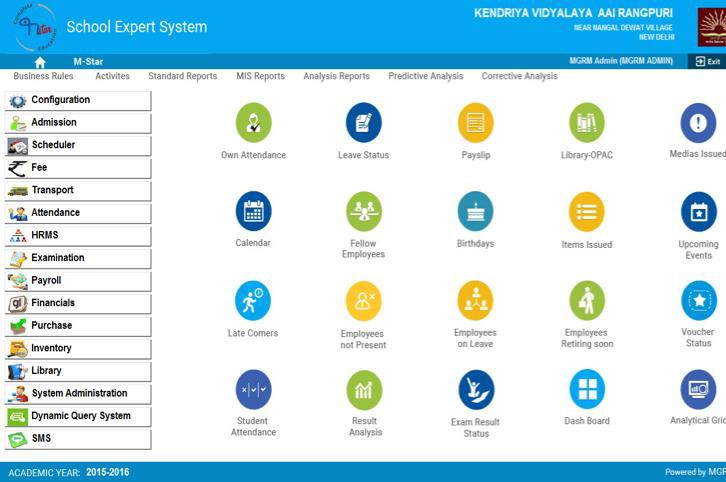 Complete
Mstar
Education
School Expert System
KENDRIYA VIDYALAYA AAI RANGPURI
NEAR NANGAL DEWAT VILLAGE
NEW DELHI
M-Star
MGRM Admin (MGRM ADMIN)
Exit
Business Rules Activites Standard Reports MIS Reports Analysis Reports Predictive Analysis Corrective Analysis
Configuration
Admission
Scheduler
Fee
Transport
Attendance
HRMS
Examination
Payroll
Financials
Purchase
Inventory
Library
System Administration
Dynamic Query System
SMS
Own Attendance
Leave Status
Payslip
Library-OPAC
Medias Issued
Calendar
Fellow
Employees
Birthdays
Items Issued
Upcoming
Events
Late Comers
Employees
not Present
Employees
on Leave
Employees
Retiring soon
Voucher
Status
Student
Attendance
Result
Analysis
Exam Result
Status
Dash Board
Analytical Gric
ACADEMIC YEAR: 2015-2016
Powered by MGR